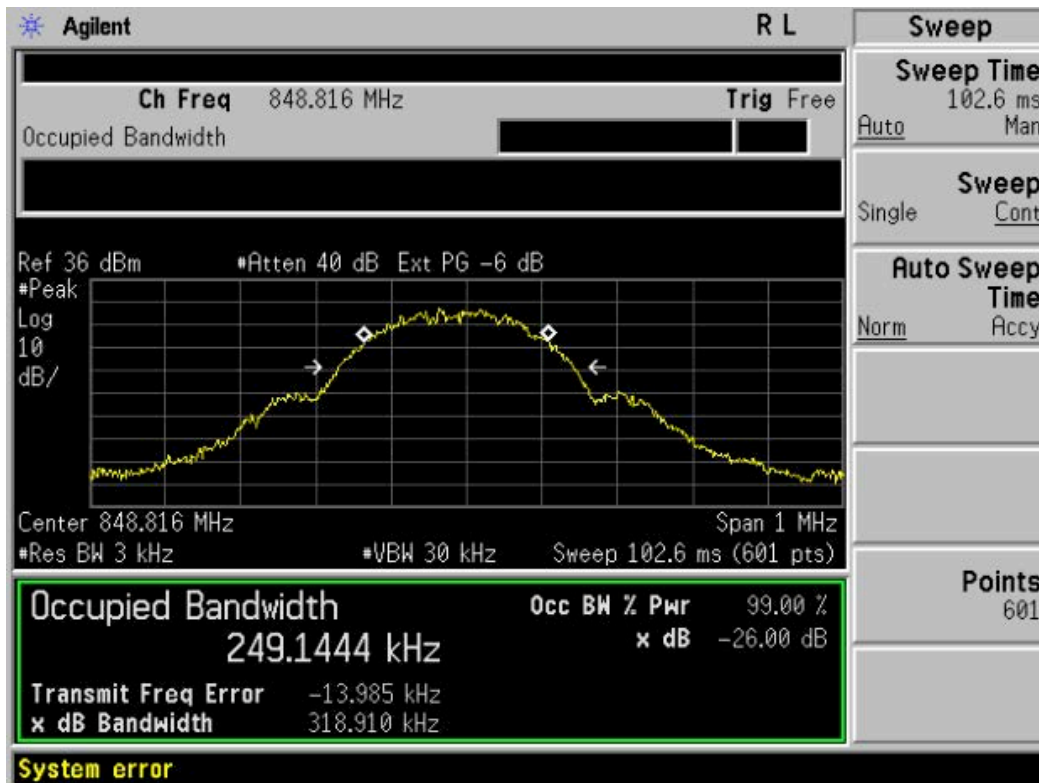 Agilent R L Sweep
Sweep Time
102.6 ms
Auto Man
Ch Freq 848.816 MHz Trig Free
Occupied Bandwidth
Sweep
Single Cont
Auto Sweep
Time
Norm Accy
Ref 36 dBm #Atten 40 dB Ext PG -6 dB
#Peak
Log
10
dB/
Center 848.816 MHz Span 1 MHz
#Res BW 3 kHz #VBW 30 kHz Sweep 102.6 ms (601 pts)
Points
601
Occupied Bandwidth Occ BW % Pwr 99.00 %
249.1444 kHz x dB -26.00 dB
Transmit Freq Error -13.985 kHz
x dB Bandwidth 318.910 kHz
System error